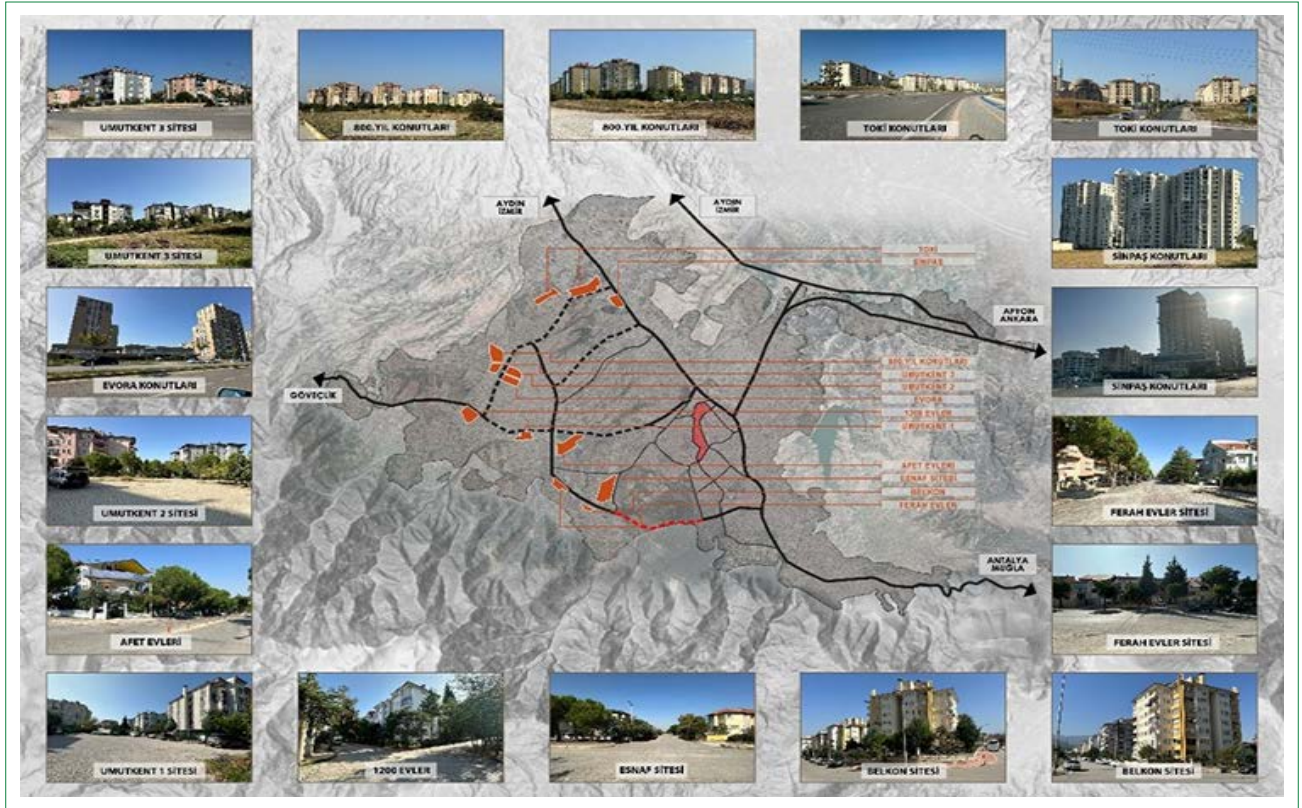 UMUTKENT 3 SİTESİ
800.YIL KONUTLARI
800.YIL KONUTLARI
TOKİ KONUTLARI
TOKİ KONUTLARI
UMUTKENT 3 SİTESİ
SİNPAŞ KONUTLARI
EVORA KONUTLARI
SİNPAŞ KONUTLARI
UMUTKENT 2 SİTESİ
FERAH EVLER SİTESİ
AFET EVLERİ
FERAH EVLER SİTESİ
UMUTKENT 1 SİTESİ
1200 EVLER
ESNAF SİTESİ
BELKON SİTESİ
BELKON SİTESİ
AYDIN
İZMİR
AYDIN
İZMİR
TOKİ
SİNPAŞ
AFYON
ANKARA
800.YIL KONUTLARI
UMUTKENT 3
UMUTKENT 2
EVORA
1200 EVLER
UMUTKENT 1
GÖVEÇLİK
AFET EVLERİ
ESNAF SİTESİ
BELKON
FERAH EVLER
ANTALYA
MUĞLA